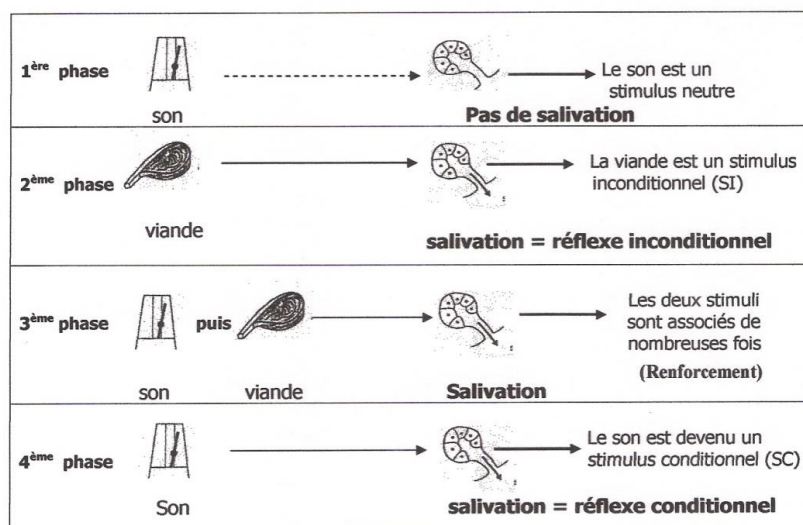 1ère phase
son
Pas de salivation
Le son est un
stimulus neutre
2ème phase
viande
salivation = réflexe inconditionnel
La viande est un stimulus
inconditionnel (SI)
3ème phase
puis
son
viande
Salivation
Les deux stimuli
sont associés de
nombreuses fois
(Renforcement)
4ème phase
Son
salivation = réflexe conditionnel
Le son est devenu un
stimulus conditionnel (SC)